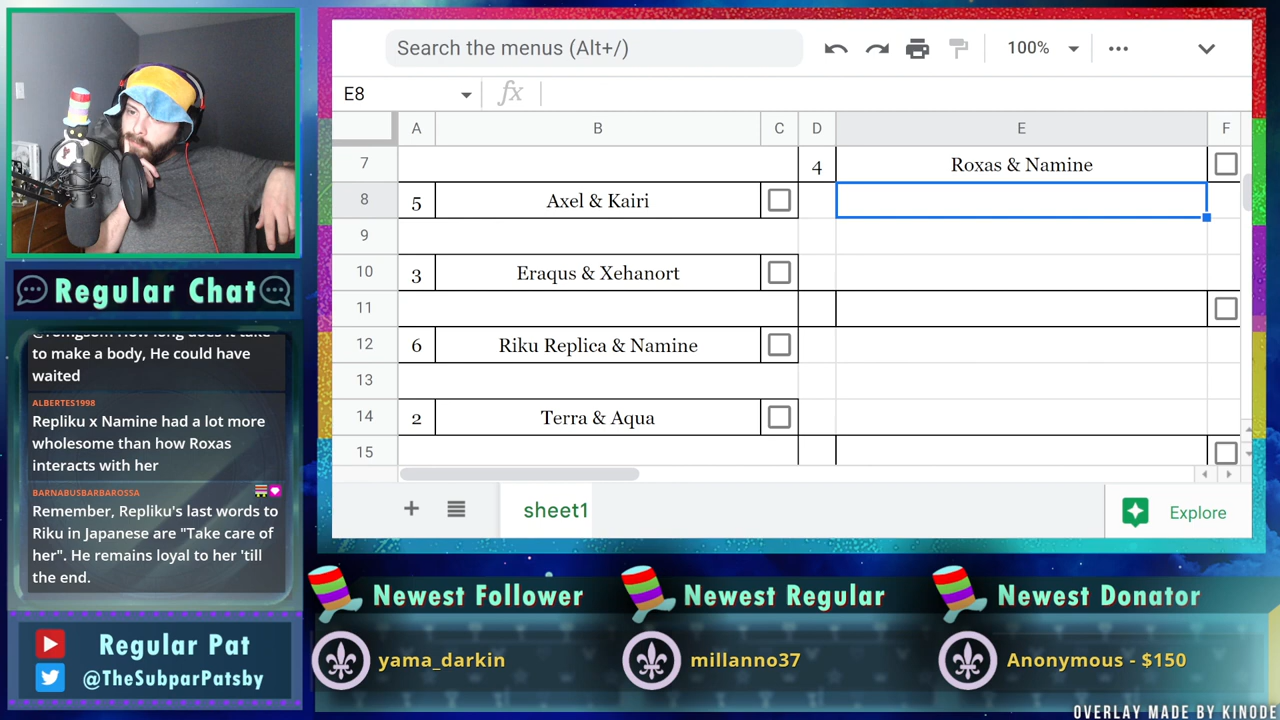 Search the menus (Alt+/)
100%
E8
fx
A B C D E F
7 4 Roxas & Namine
8 5 Axel & Kairi
9
10 3 Eraqus & Xehanort
11
12 6 Riku Replica & Namine
13
14 2 Terra & Aqua
15
sheet1
Explore
Regular Chat
to make a body, He could have
waited
ALBERTES1998
Repliku x Namine had a lot more
wholesome than how Roxas
interacts with her
BARNABUSBARBAROSSA
Remember, Repliku's last words to
Riku in Japanese are "Take care of
her". He remains loyal to her 'till
the end.
Regular Pat
@TheSubparPatsby
Newest Follower
yama_darkin
Newest Regular
millanno37
Newest Donator
Anonymous - $150
OVERLAY MADE BY KINODE